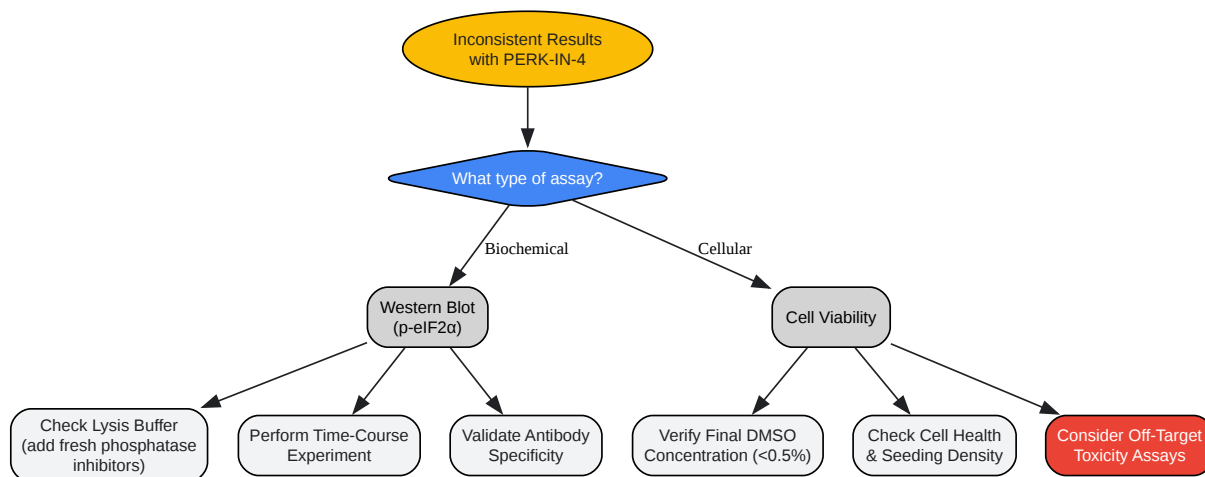 Inconsistent Results
with PERK-IN-4
What type of assay?
Biochemical
Cellular
Western Blot
(p-eIF2α)
Cell Viability
Check Lysis Buffer
(add fresh phosphatase
inhibitors)
Perform Time-Course
Experiment
Validate Antibody
Specificity
Verify Final DMSO
Concentration (<0.5%)
Check Cell Health
& Seeding Density
Consider Off-Target
Toxicity Assays